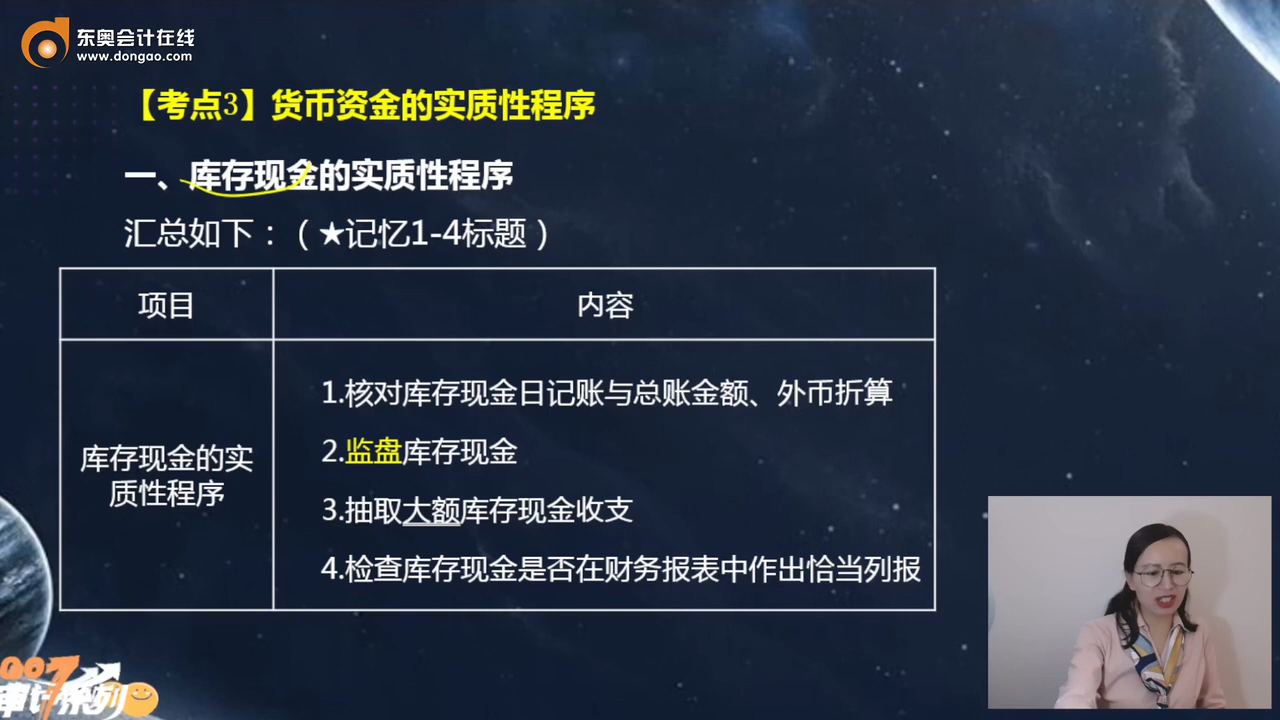 东奥会计在线
www.dongao.com
【考点3】货币资金的实质性程序
一、库存现金的实质性程序
汇总如下：（★记忆1-4标题）
项目
内容
库存现金的实
质性程序
1.核对库存现金日记账与总账金额、外币折算
2.监盘库存现金
3.抽取大额库存现金收支
4.检查库存现金是否在财务报表中作出恰当列报
007
审计系列